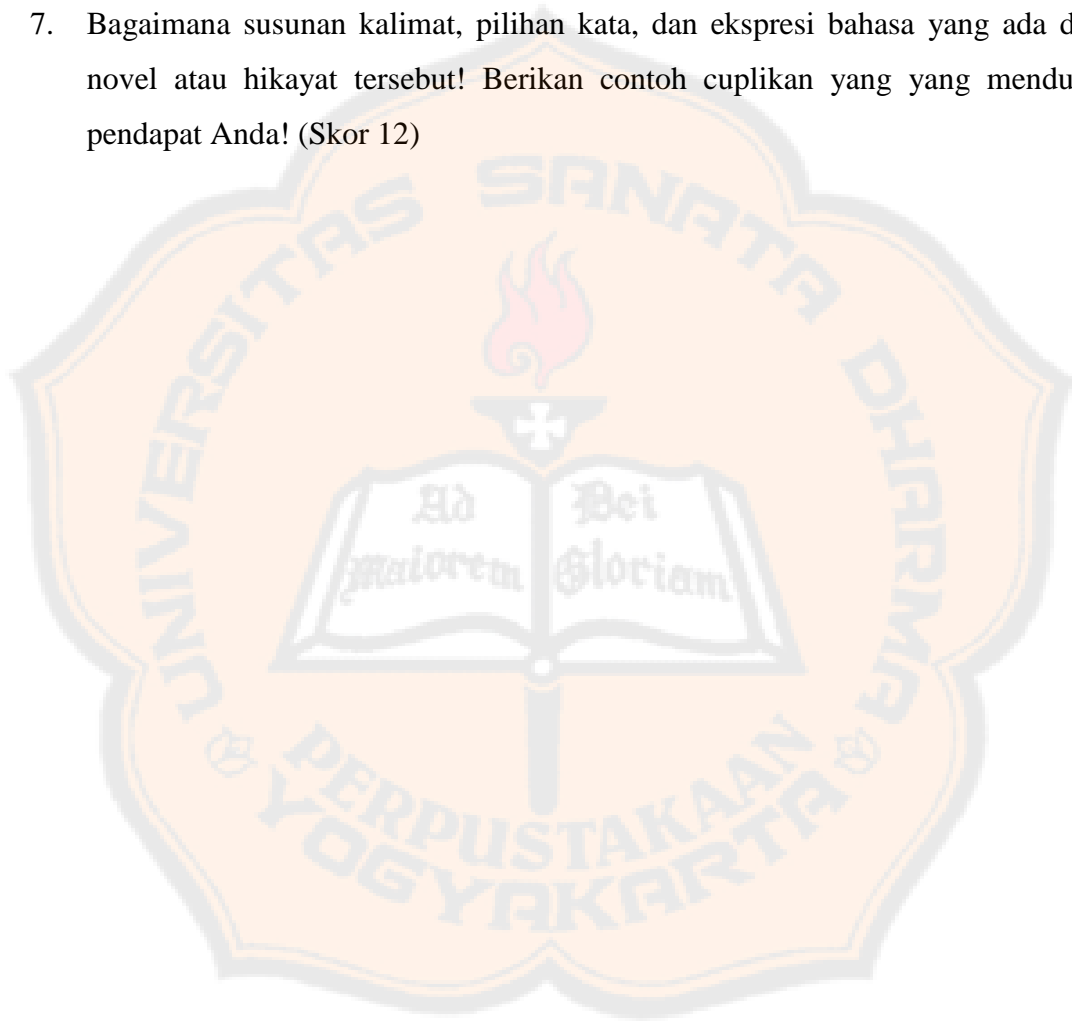 7. Bagaimana susunan kalimat, pilihan kata, dan ekspresi bahasa yang ada d
novel atau hikayat tersebut! Berikan contoh cuplikan yang yang mendu
pendapat Anda! (Skor 12)
UNIVERSITAS SANATA DHARMA
Ad Dei
Maiorem Gloriam
PERPUSTAKAAN
YOGYAKARTA